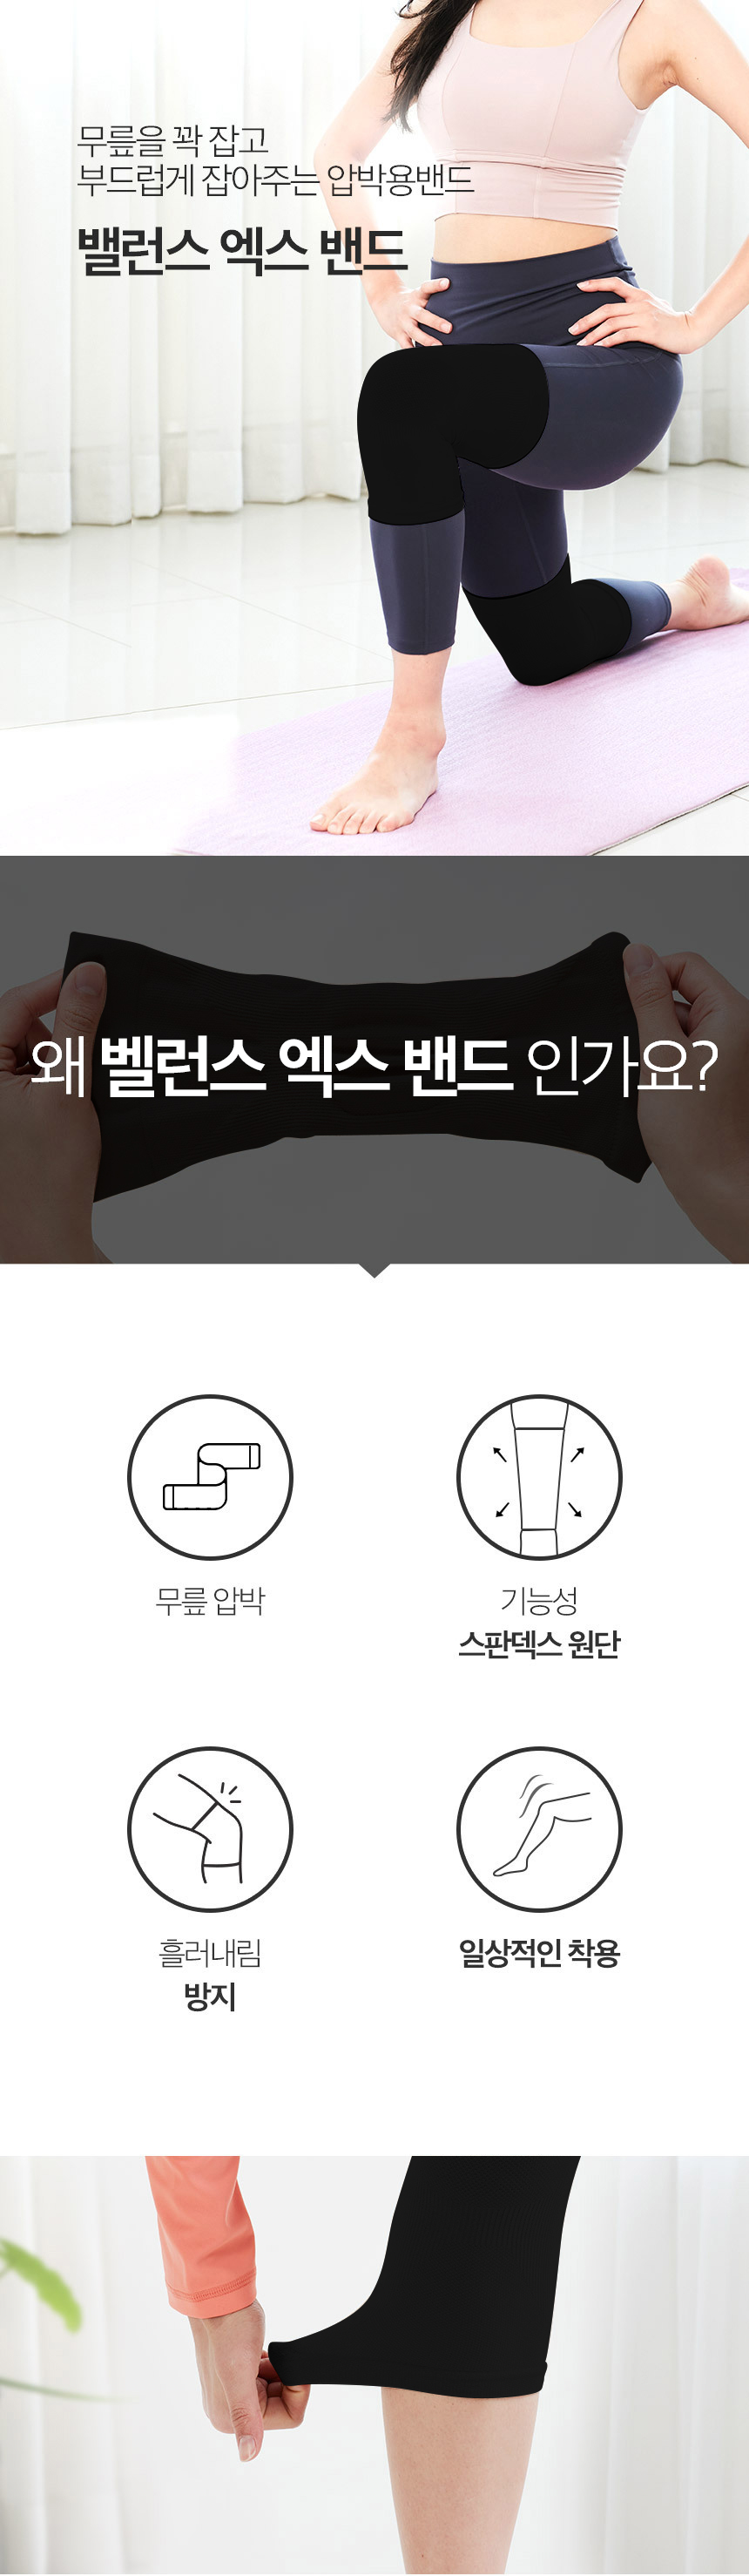 무릎을 꽉 잡고
부드럽게 잡아주는 압박용밴드
밸런스 엑스 밴드
왜 벨런스 엑스 밴드 인가요?
무릎 압박
기능성
스판덱스 원단
흘러내림
방지
일상적인 착용